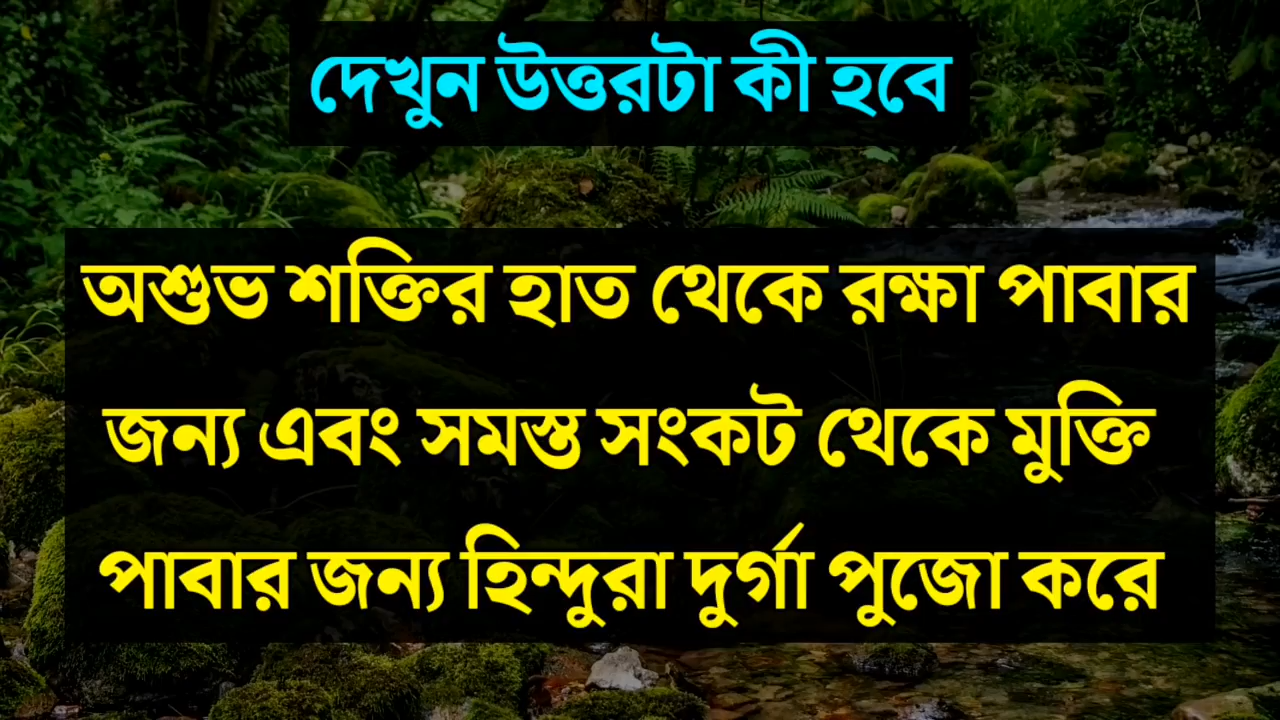 দেখুন উত্তরটা কী হবে
অশুভ শক্তির হাত থেকে রক্ষা পাবার
জন্য এবং সমস্ত সংকট থেকে মুক্তি
পাবার জন্য হিন্দুরা দুর্গা পুজো করে